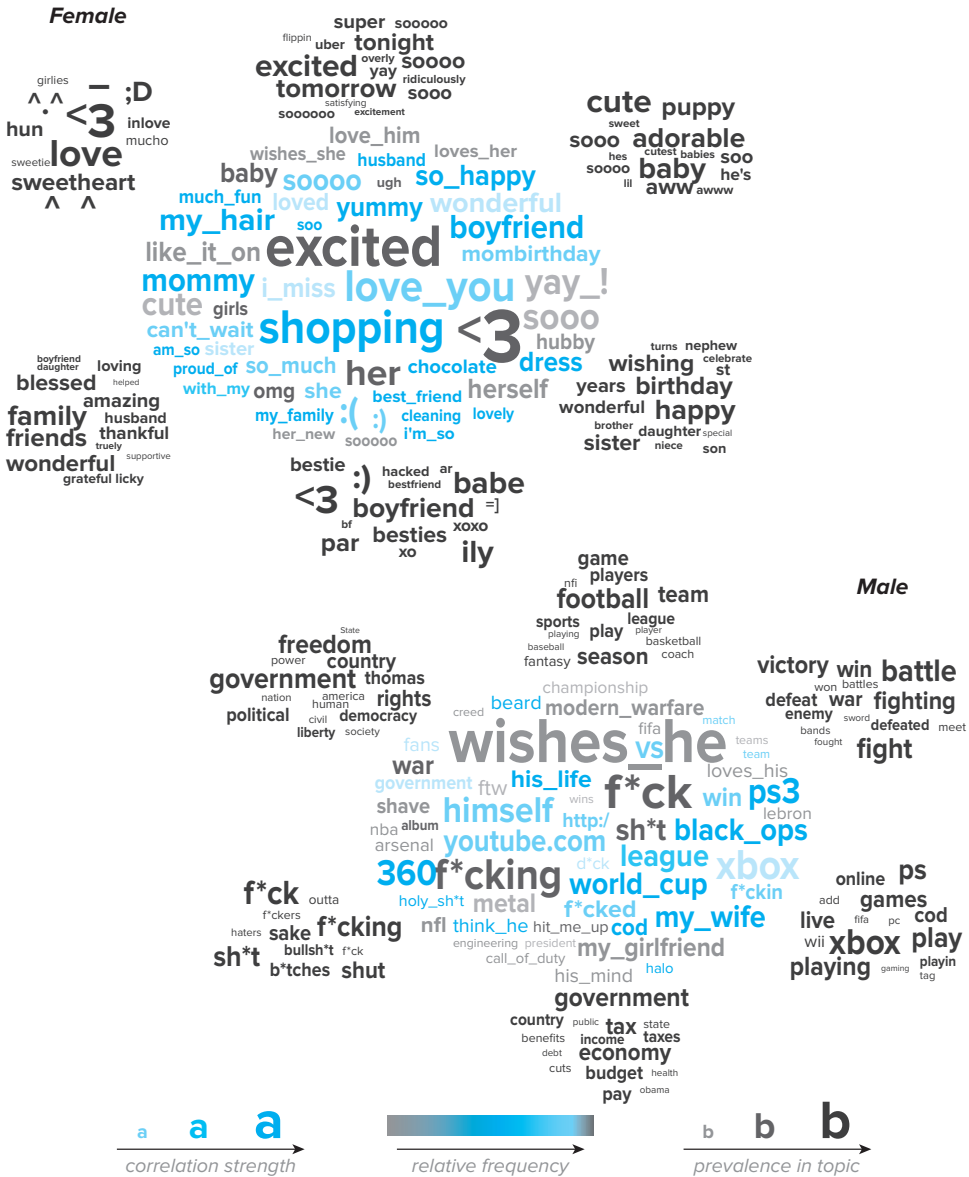 Female
super sooooo
flippin uber tonight
excited overly yay soooo
tomorrow ridiculously sooo
satisfying
soooooo excitement
girlies
^ . ^ _ ;D
<3
hun inlove
mucho
sweetie love
sweetheart
^ ^
cute puppy
sweet
sooo adorable
hes cutest babies soo
soooo baby he's
lil aww awww
love_him
wishes_she husband loves_her
baby soooo ugh so_happy
much_fun loved yummy wonderful
my_hair soo boyfriend
like_it_on excited mombirthday
mommy i_miss love_you yay_!
cute girls
can't_wait shopping <3 sooo
hubby
am_so sister
proud_of so_much her chocolate dress
with_my omg she best_friend herself
my_family :( :) cleaning lovely
her_new sooooo i'm_so
boyfriend
daughter loving
blessed helped
amazing
family husband
friends thankful
truely
wonderful supportive
grateful licky
turns nephew
wishing celebrate
st
years birthday
wonderful happy
brother daughter special
sister niece son
bestie :) hacked ar
<3 bestfriend babe
boyfriend =]
bf besties xoxo
par xo ily
Male
game
nfi players
football team
sports league
playing play player
baseball basketball
fantasy season coach
State
freedom
power country
government thomas
nation america rights
human
political civil democracy
liberty society
victory win battle
won battles
defeat war fighting
enemy sword
bands defeated meet
fought fight
championship
creed beard modern_warfare
fifa match
wishes_he
fans vs teams
team
war
government ftw his_life loves_his
shave himself wins f*ck win ps3
nba album http:/ lebron
arsenal youtube.com sh*t black_ops
league
360 f*cking d*ck xbox
world_cup f*ckin
holy_sh*t metal f*cked my_wife
nfl think_he hit_me_up cod
engineering president my_girlfriend
call_of_duty
his_mind halo
f*ck outta
f*ckers
haters sake f*cking
sh*t bullsh*t f*ck
b*tches shut
online ps
add games
live fifa pc cod
wii xbox play
playing gaming playin
tag
government
country public tax state
benefits income taxes
debt economy
cuts budget health
pay obama
a a a
b b b
correlation strength
relative frequency
prevalence in topic